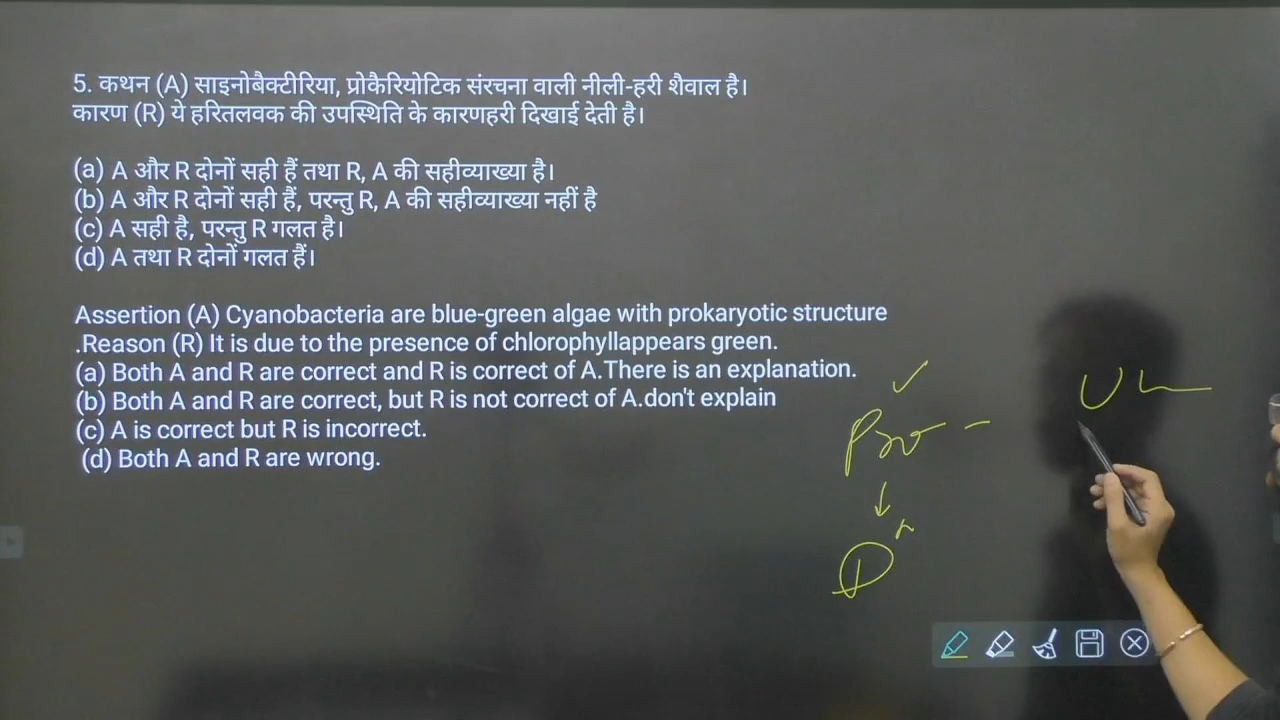 5. कथन (A) साइनोबैक्टीरिया, प्रोकैरियोटिक संरचना वाली नीली-हरी शैवाल है।
कारण (R) ये हरितलवक की उपस्थिति के कारणहरी दिखाई देती है।
(a) A और R दोनों सही हैं तथा R, A की सहीव्याख्या है।
(b) A और R दोनों सही हैं, परन्तु R, A की सहीव्याख्या नहीं है
(c) A सही है, परन्तु R गलत है।
(d) A तथा R दोनों गलत हैं।
Assertion (A) Cyanobacteria are blue-green algae with prokaryotic structure
.Reason (R) It is due to the presence of chlorophyllappears green.
(a) Both A and R are correct and R is correct of A.There is an explanation.
(b) Both A and R are correct, but R is not correct of A.don't explain
(c) A is correct but R is incorrect.
(d) Both A and R are wrong.
Pro -